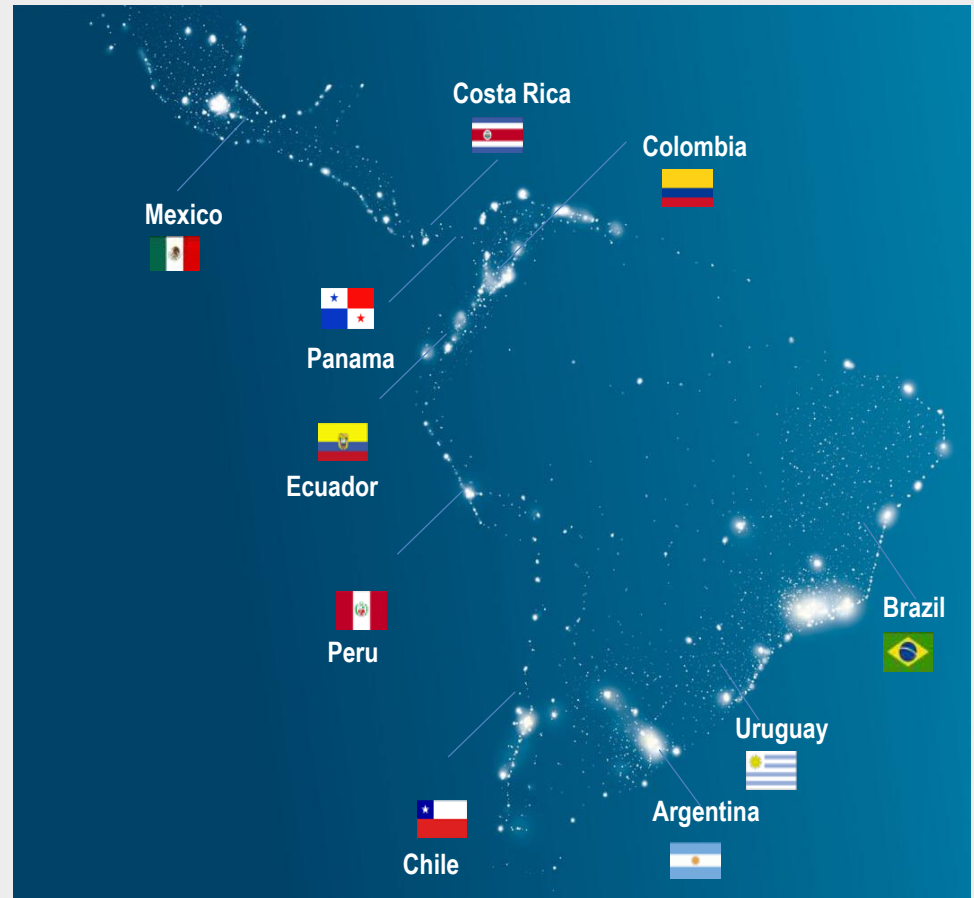 Costa Rica
Colombia
Mexico
Panama
Ecuador
Peru
Brazil
Uruguay
Argentina
Chile